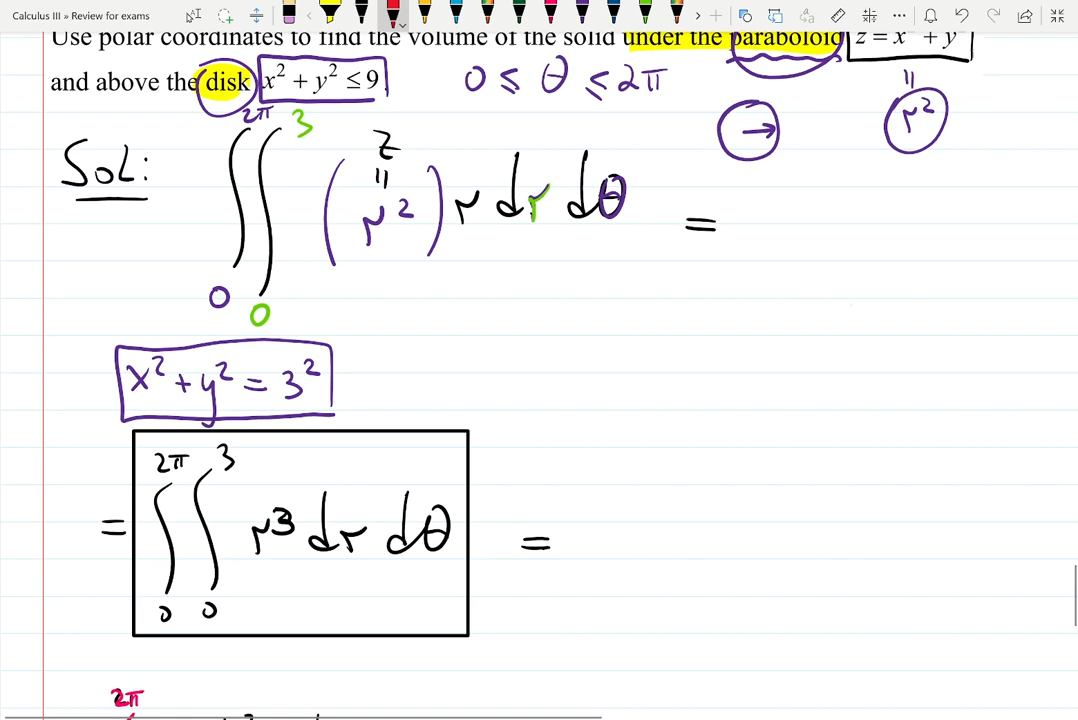 Calculus III » Review for exams
Use polar coordinates to find the volume of the solid under the paraboloid z = x² + y
and above the disk x² + y² ≤ 9 0 ≤ θ ≤ 2π
→ = r²
Sol: ∫₀^2π ∫₀^3 (z = r²) r dr dθ =
x² + y² = 3²
= ∫₀^2π ∫₀^3 r³ dr dθ =
2π